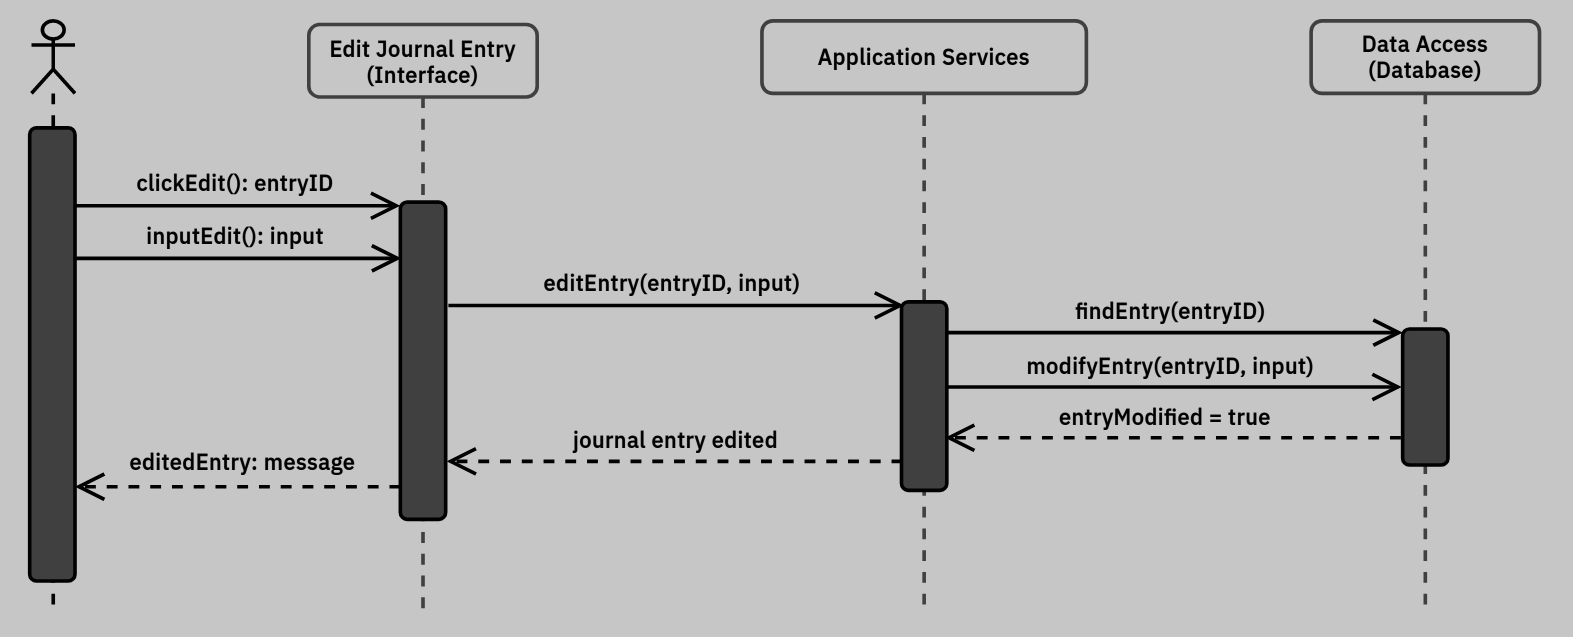 Edit Journal Entry
(Interface)
Application Services
Data Access
(Database)
clickEdit(): entryID
inputEdit(): input
editEntry(entryID, input)
findEntry(entryID)
modifyEntry(entryID, input)
entryModified = true
journal entry edited
editedEntry: message